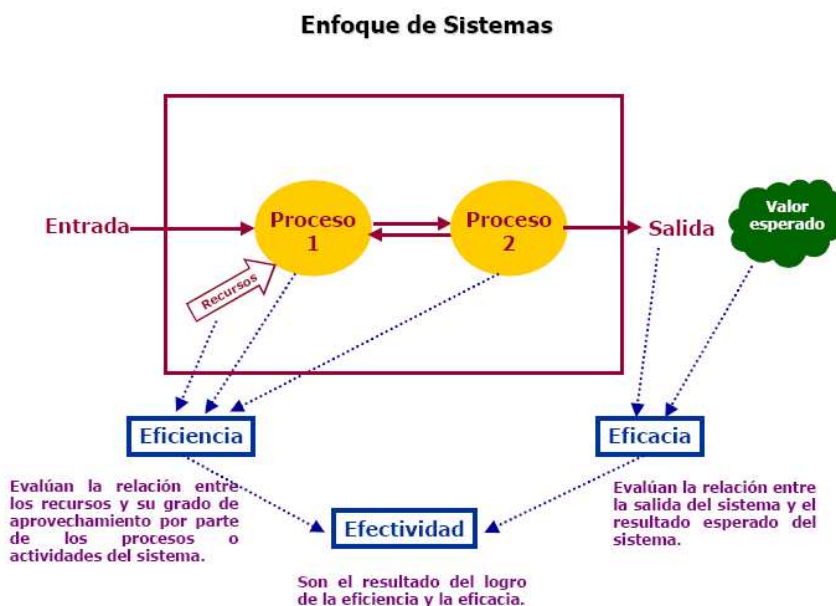 Enfoque de Sistemas
Entrada
Proceso
1
Proceso
2
Salida
Valor
esperado
Recursos
Eficiencia
Eficacia
Evalúan la relación entre
los recursos y su grado de
aprovechamiento por parte
de los procesos o
actividades del sistema.
Evalúan la relación entre
la salida del sistema y el
resultado esperado del
sistema.
Efectividad
Son el resultado del logro
de la eficiencia y la eficacia.